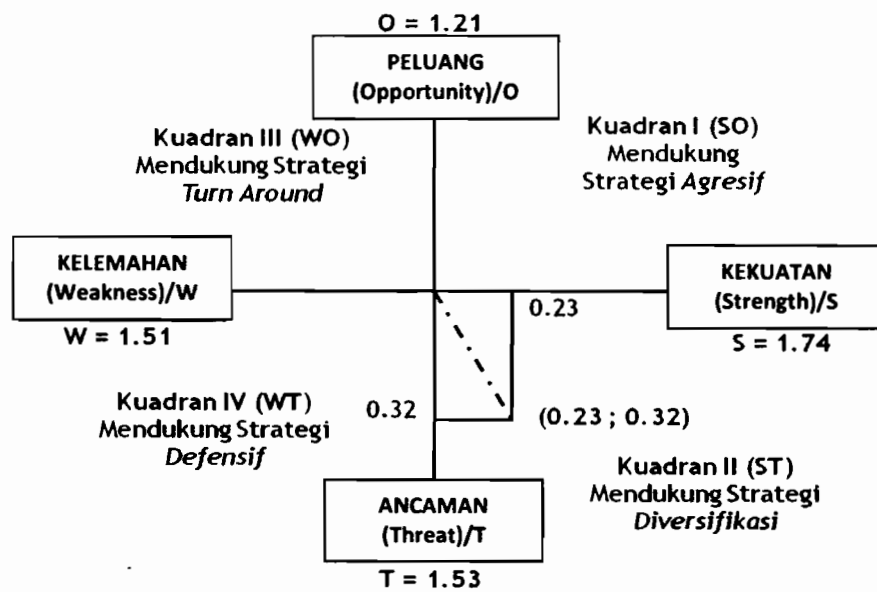 O = 1.21
PELUANG
(Opportunity)/O
Kuadran III (WO)
Mendukung Strategi
Turn Around
Kuadran I (SO)
Mendukung
Strategi Agresif
KELEMAHAN
(Weakness)/W
W = 1.51
KEKUATAN
(Strength)/S
S = 1.74
0.23
Kuadran IV (WT)
Mendukung Strategi
Defensif
0.32
(0.23 ; 0.32)
Kuadran II (ST)
Mendukung Strategi
Diversifikasi
ANCAMAN
(Threat)/T
T = 1.53